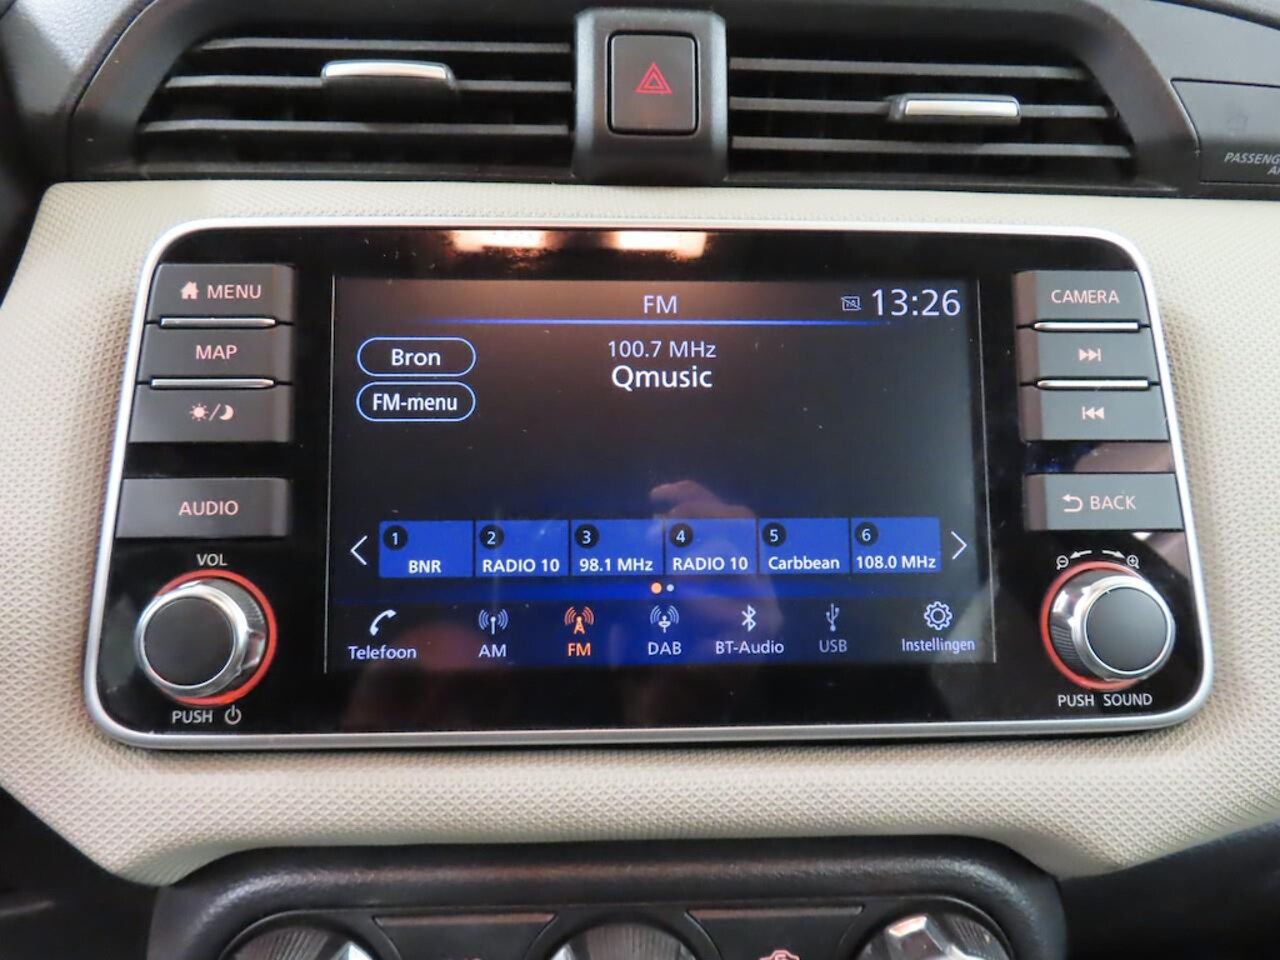 PASSENG
MENU
MAP
AUDIO
VOL
PUSH
FM
13:26
100.7 MHz
Qmusic
Bron
FM-menu
1
BNR
2
RADIO 10
3
98.1 MHz
4
RADIO 10
5
Carbbean
6
108.0 MHz
Telefoon
AM
FM
DAB
BT-Audio
USB
Instellingen
CAMERA
BACK
PUSH SOUND